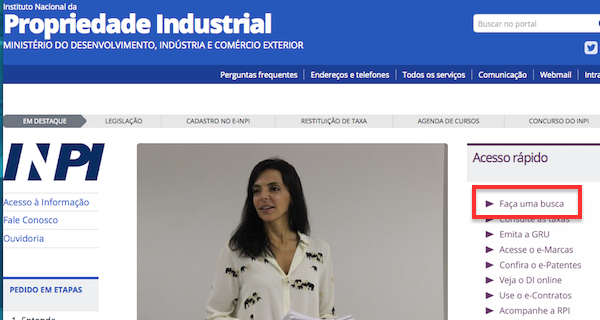 Instituto Nacional da
Propriedade Industrial
MINISTÉRIO DO DESENVOLVIMENTO, INDÚSTRIA E COMÉRCIO EXTERIOR
Buscar no portal
Perguntas frequentes
Endereços e telefones
Todos os serviços
Comunicação
Webmail
EM DESTAQUE
LEGISLAÇÃO
CADASTRO NO E-INPI
RESTITUIÇÃO DE TAXA
AGENDA DE CURSOS
CONCURSO DO INPI
INPI
Acesso à Informação
Fale Conosco
Ouvidoria
PEDIDO EM ETAPAS
1. Entenda
Acesso rápido
Faça uma busca
Consulte as taxas
Emita a GRU
Acesse o e-Marcas
Confira o e-Patentes
Veja o DI online
Use o e-Contratos
Acompanhe a RPI